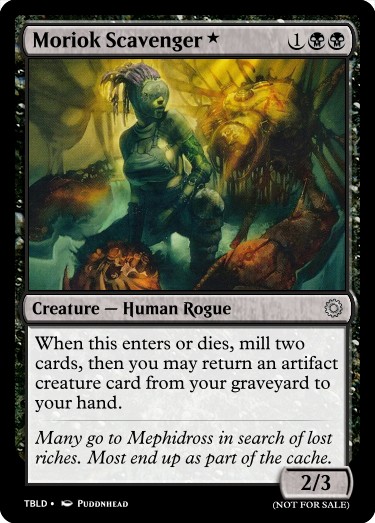 Moriok Scavenger★ 1
Creature — Human Rogue
When this enters or dies, mill two
cards, then you may return an artifact
creature card from your graveyard to
your hand.
Many go to Mephidross in search of lost
riches. Most end up as part of the cache.
2/3
TBLD • Puddnhead
(NOT FOR SALE)